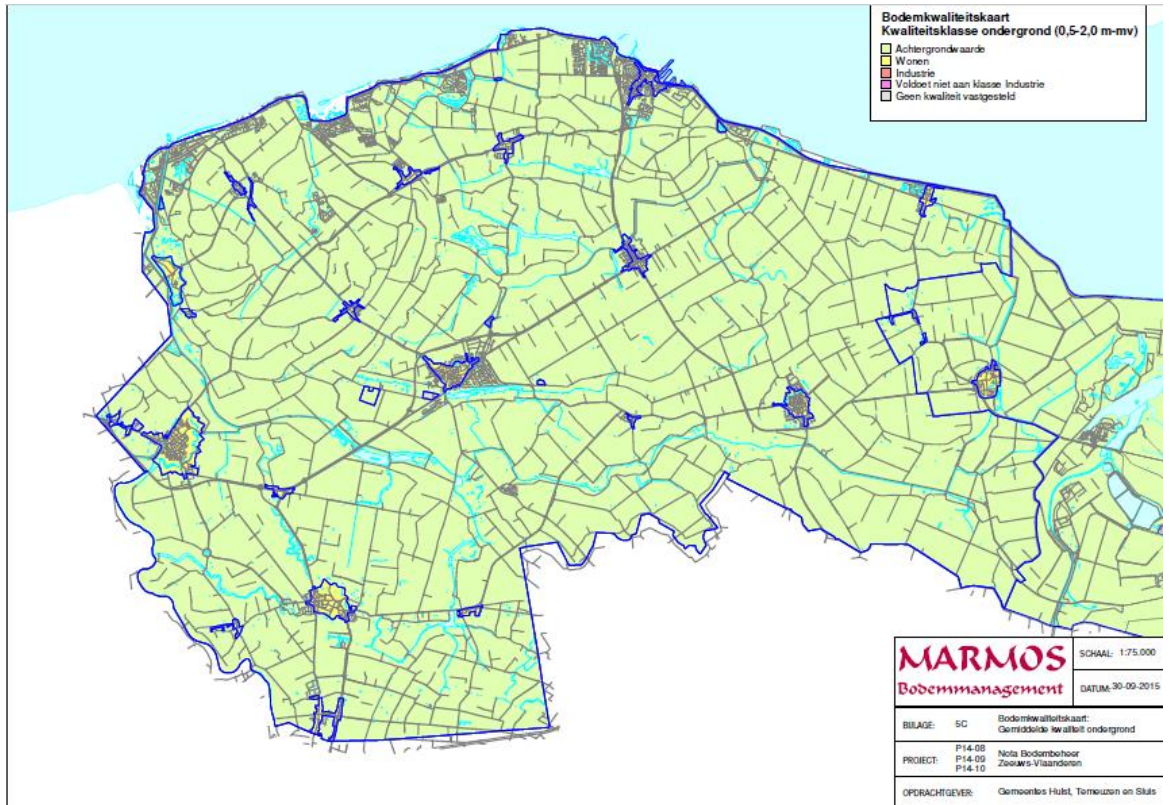 Bodemkwaliteitskaart
Kwaliteitsklasse ondergrond (0,5-2,0 m-mv)
Achtergrondwaarde
Wonen
Industrie
Voldoet niet aan klasse Industrie
Geen kwaliteit vastgesteld
MARMOS
Bodemmanagement
SCHAAL: 1:75.000
DATUM: 30-09-2015
BIJLAGE: 5C Bodemkwaliteitskaart:
Gemiddelde kwaliteit ondergrond
PROJECT: P14-08
P14-09
P14-10
Nota Bodembeheer
Zeeuws-Vlaanderen
OPDRACHTGEVER: Gemeentes Hulst, Terneuzen en Sluis